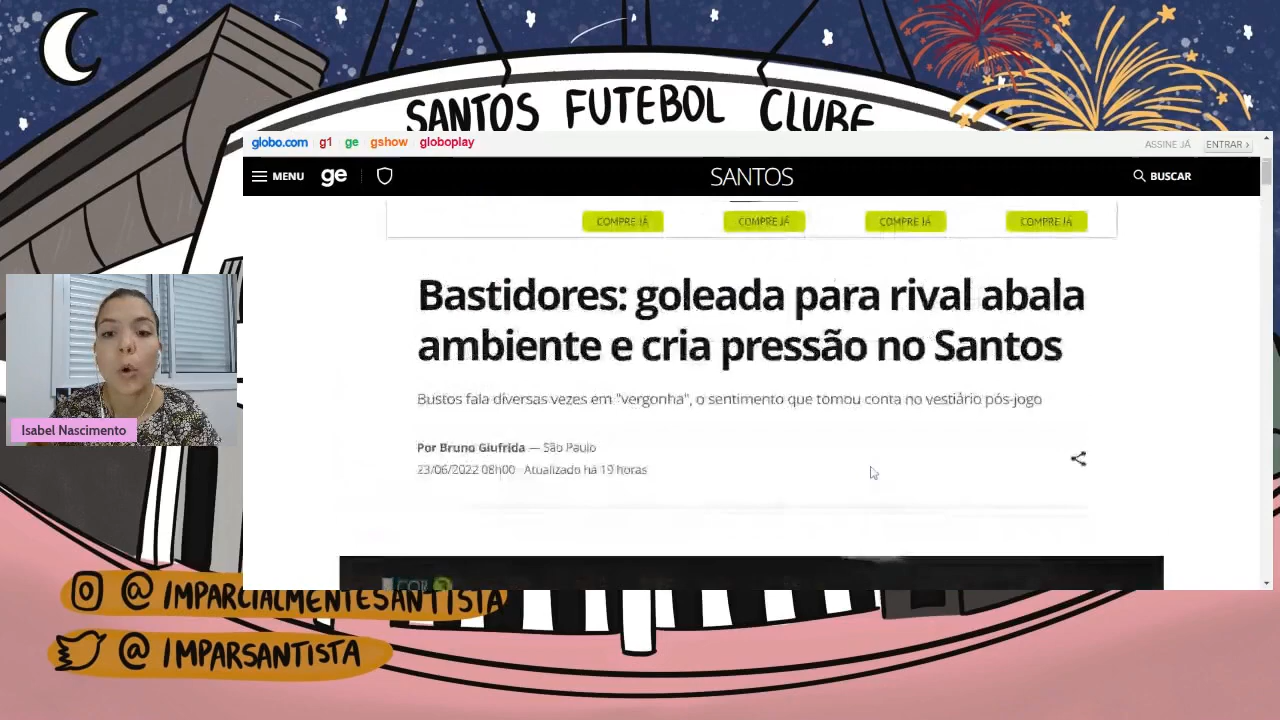 SANTOS FUTEBOL CLUBE
globo.com g1 ge gshow globoplay
ASSINE JÁ ENTRAR ›
MENU ge SANTOS BUSCAR
COMPRE JÁ COMPRE JÁ COMPRE JÁ COMPRE JÁ
Bastidores: goleada para rival abala
ambiente e cria pressão no Santos
Bustos fala diversas vezes em "vergonha", o sentimento que tomou conta no vestiário pós-jogo
Por Bruno Giufrida — São Paulo
23/06/2022 08h00 Atualizado há 19 horas
Isabel Nascimento
@IMPARCIALMENTESANTISTA
@IMPARSANTISTA